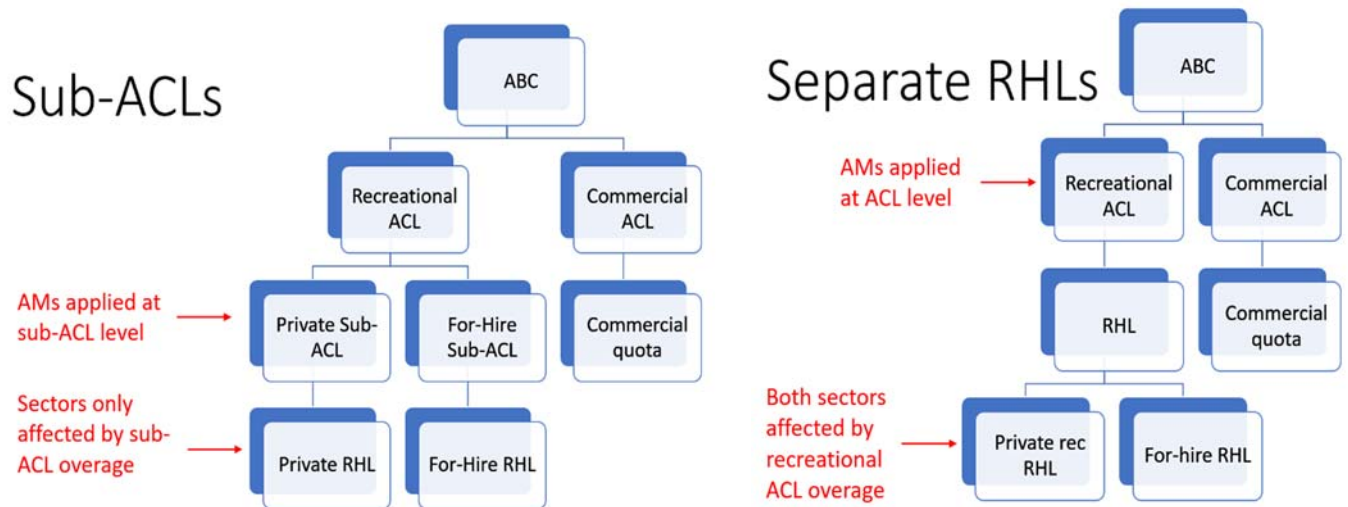 Sub-ACLs
ABC
Recreational
ACL
Commercial
ACL
AMs applied at
sub-ACL level
Private Sub-
ACL
For-Hire
Sub-ACL
Commercial
quota
Sectors only
affected by sub-
ACL overage
Private RHL
For-Hire RHL
Separate RHLs
ABC
AMs applied
at ACL level
Recreational
ACL
Commercial
ACL
RHL
Commercial
quota
Both sectors
affected by
recreational
ACL overage
Private rec
RHL
For-hire RHL